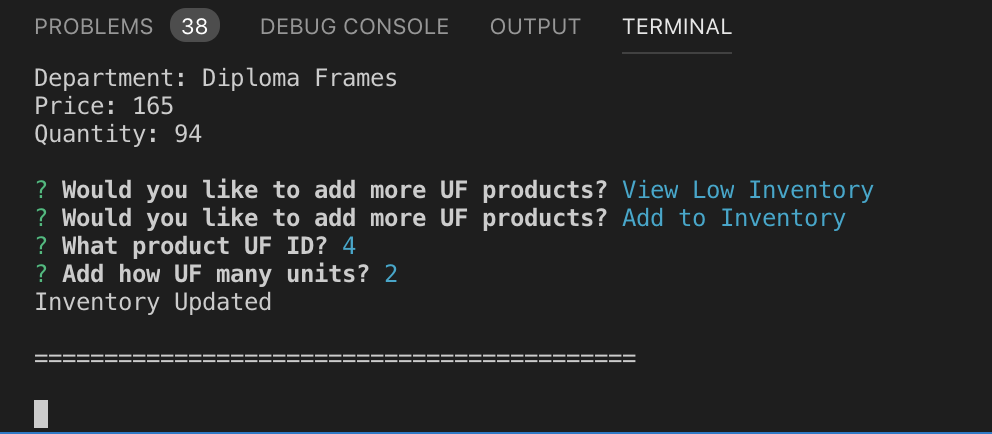 PROBLEMS 38 DEBUG CONSOLE OUTPUT TERMINAL
Department: Diploma Frames
Price: 165
Quantity: 94
? Would you like to add more UF products? View Low Inventory
? Would you like to add more UF products? Add to Inventory
? What product UF ID? 4
? Add how UF many units? 2
Inventory Updated
===========================================